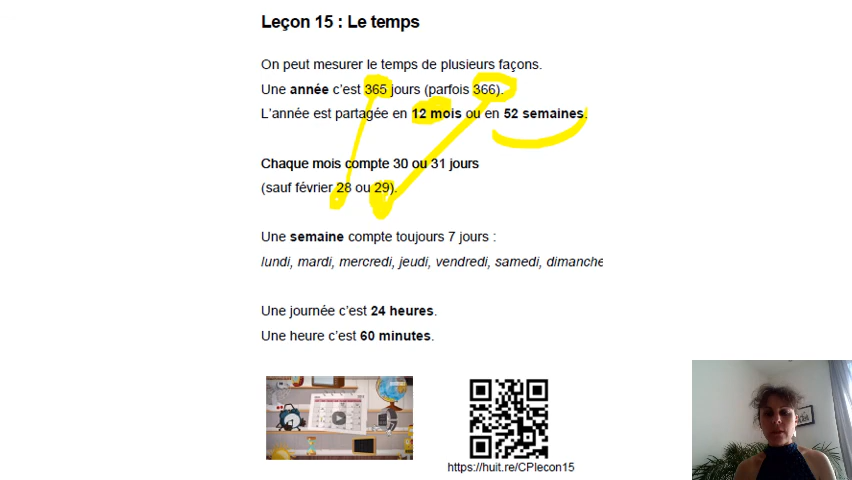 Leçon 15 : Le temps
On peut mesurer le temps de plusieurs façons.
Une année c'est 365 jours (parfois 366).
L'année est partagée en 12 mois ou en 52 semaines.
Chaque mois compte 30 ou 31 jours
(sauf février 28 ou 29).
Une semaine compte toujours 7 jours :
lundi, mardi, mercredi, jeudi, vendredi, samedi, dimanche
Une journée c'est 24 heures.
Une heure c'est 60 minutes.
https://huit.re/CPlecon15